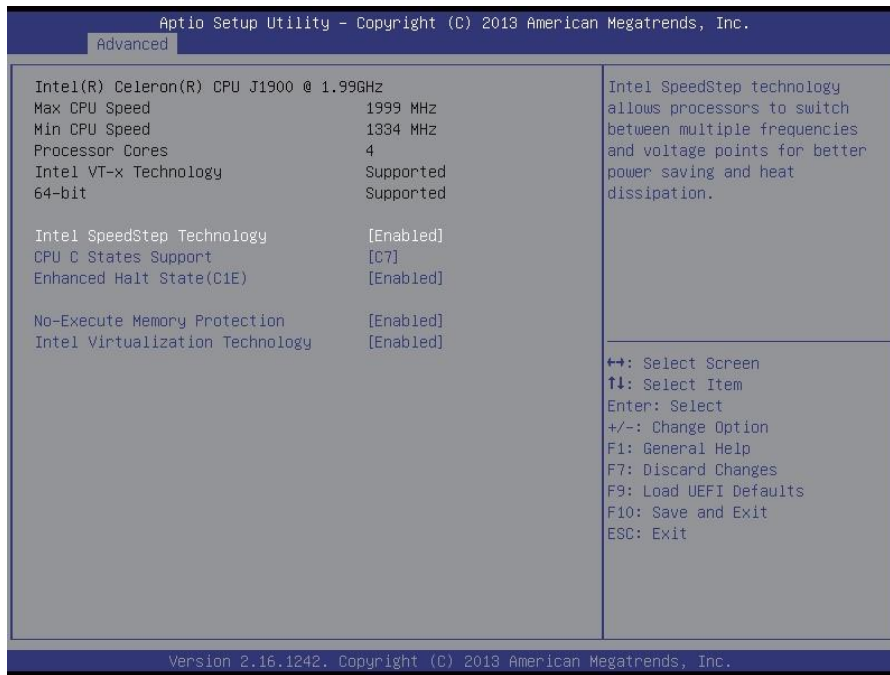 Aptio Setup Utility – Copyright (C) 2013 American Megatrends, Inc.
Advanced
Intel(R) Celeron(R) CPU J1900 @ 1.99GHz
Max CPU Speed 1999 MHz
Min CPU Speed 1334 MHz
Processor Cores 4
Intel VT-x Technology Supported
64-bit Supported
Intel SpeedStep Technology [Enabled]
CPU C States Support [C7]
Enhanced Halt State(C1E) [Enabled]
No-Execute Memory Protection [Enabled]
Intel Virtualization Technology [Enabled]
Intel SpeedStep technology
allows processors to switch
between multiple frequencies
and voltage points for better
power saving and heat
dissipation.
↔: Select Screen
↑↓: Select Item
Enter: Select
+/-: Change Option
F1: General Help
F7: Discard Changes
F9: Load UEFI Defaults
F10: Save and Exit
ESC: Exit
Version 2.16.1242. Copyright (C) 2013 American Megatrends, Inc.